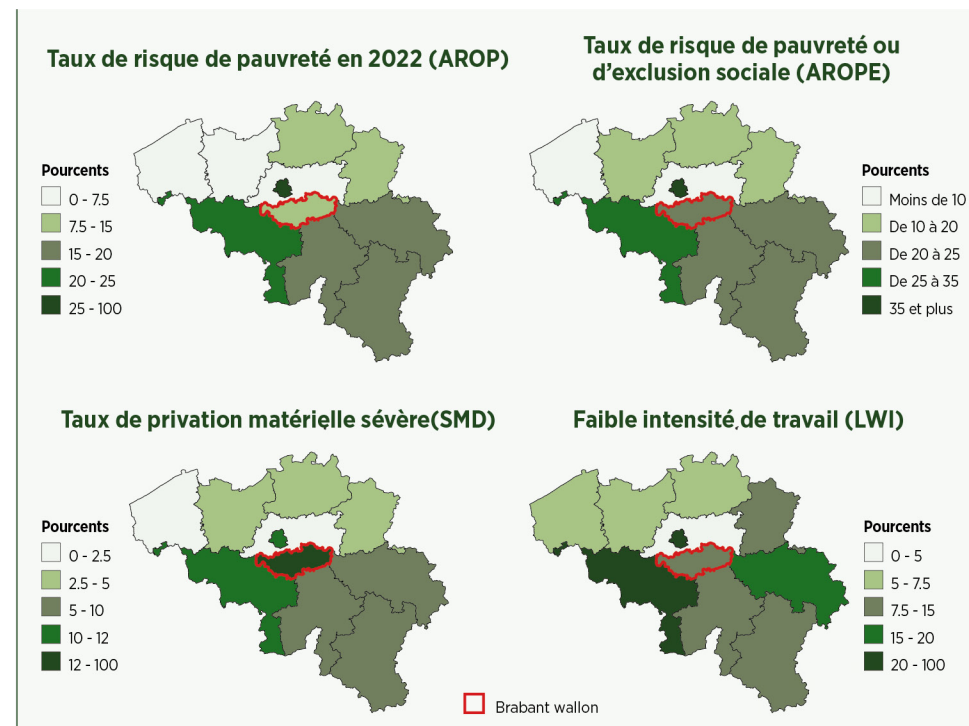 Taux de risque de pauvreté en 2022 (AROP)
Pourcents
0 - 7.5
7.5 - 15
15 - 20
20 - 25
25 - 100
Taux de risque de pauvreté ou
d’exclusion sociale (AROPE)
Pourcents
Moins de 10
De 10 à 20
De 20 à 25
De 25 à 35
35 et plus
Taux de privation matérielle sévère(SMD)
Pourcents
0 - 2.5
2.5 - 5
5 - 10
10 - 12
12 - 100
Faible intensité de travail (LWI)
Pourcents
0 - 5
5 - 7.5
7.5 - 15
15 - 20
20 - 100
Brabant wallon